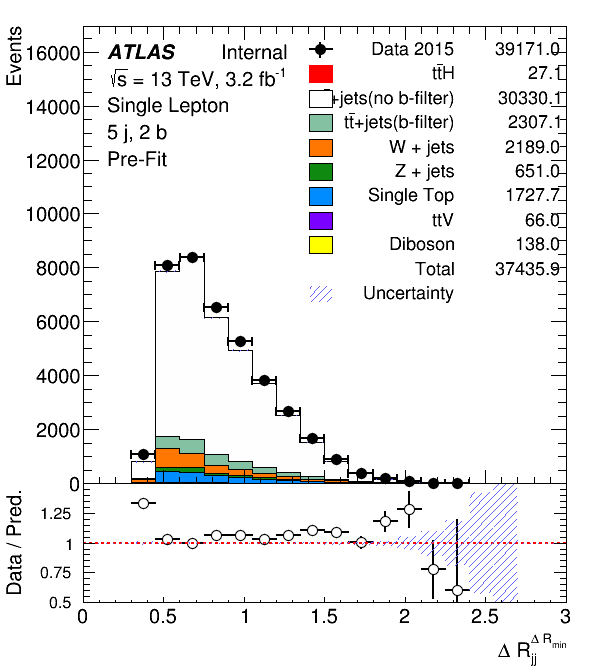 Events
16000
14000
12000
10000
8000
6000
4000
2000
0
ATLAS Internal
√s = 13 TeV, 3.2 fb-1
Single Lepton
5 j, 2 b
Pre-Fit
Data 2015 39171.0
tt̄H 27.1
+jets(no b-filter) 30330.1
tt̄+jets(b-filter) 2307.1
W + jets 2189.0
Z + jets 651.0
Single Top 1727.7
ttV 66.0
Diboson 138.0
Total 37435.9
Uncertainty
Data / Pred.
1.25
1
0.75
0.5
0 0.5 1 1.5 2 2.5 3
Δ R jj Δ R min